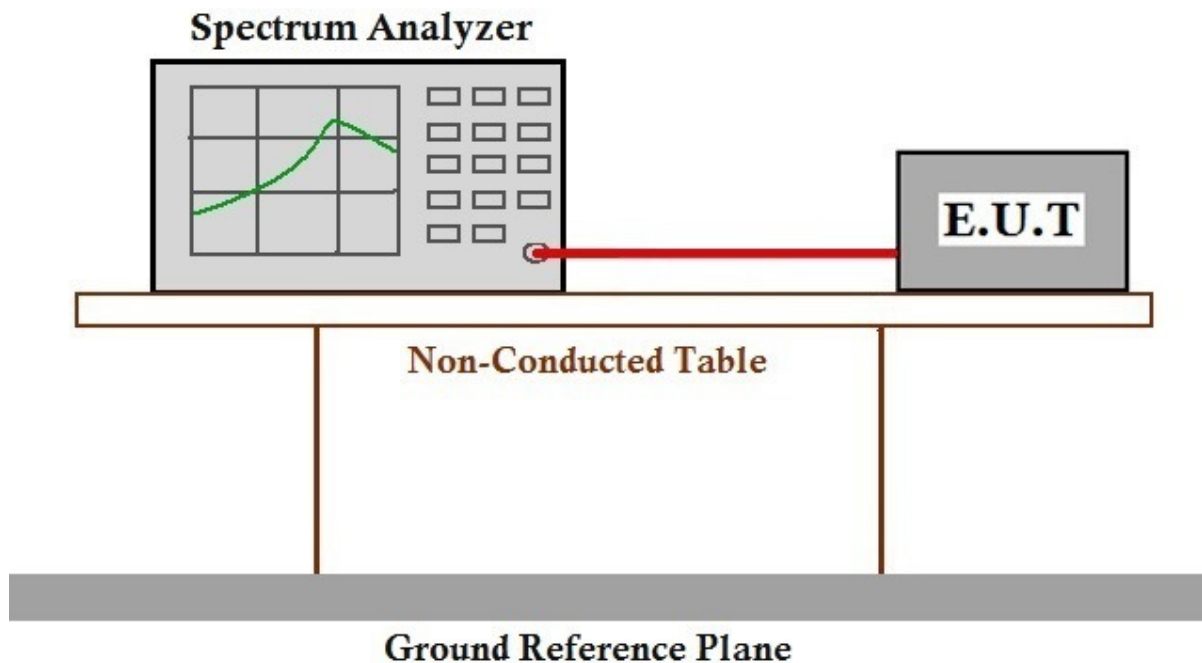 Spectrum Analyzer
E.U.T
Non-Conducted Table
Ground Reference Plane